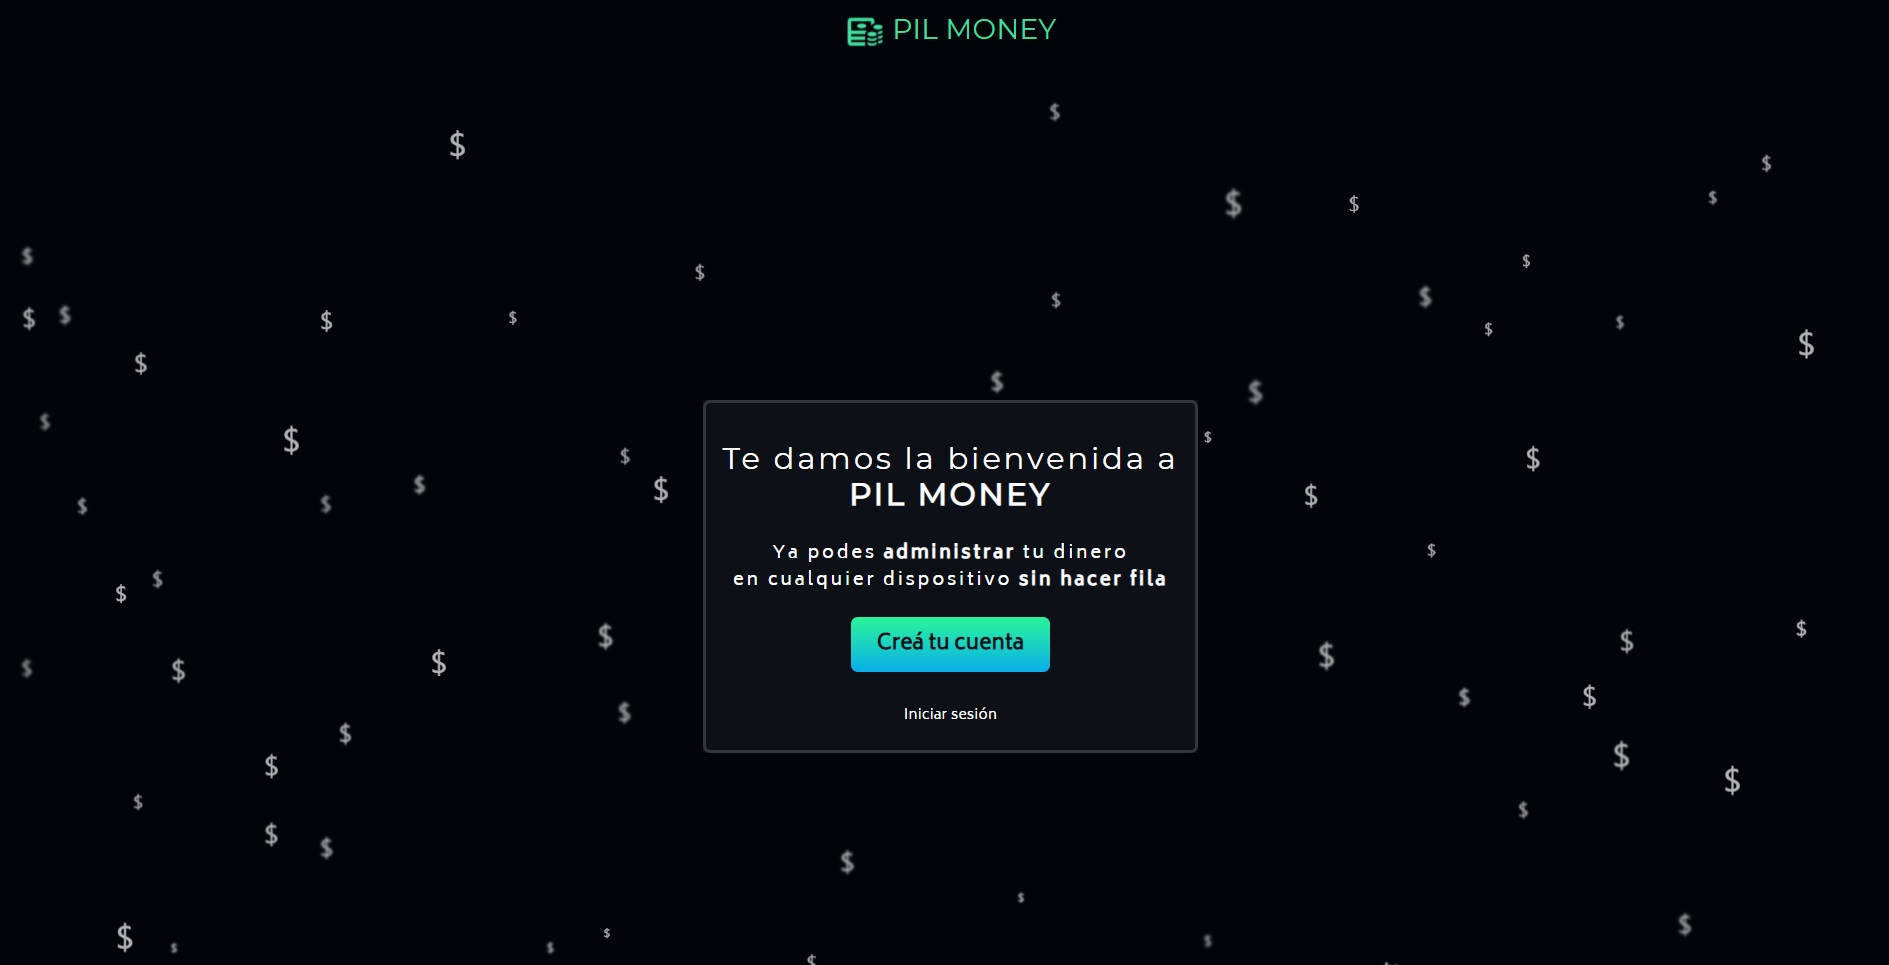 PIL MONEY
Te damos la bienvenida a
PIL MONEY
Ya podes administrar tu dinero
en cualquier dispositivo sin hacer fila
Creá tu cuenta
Iniciar sesión